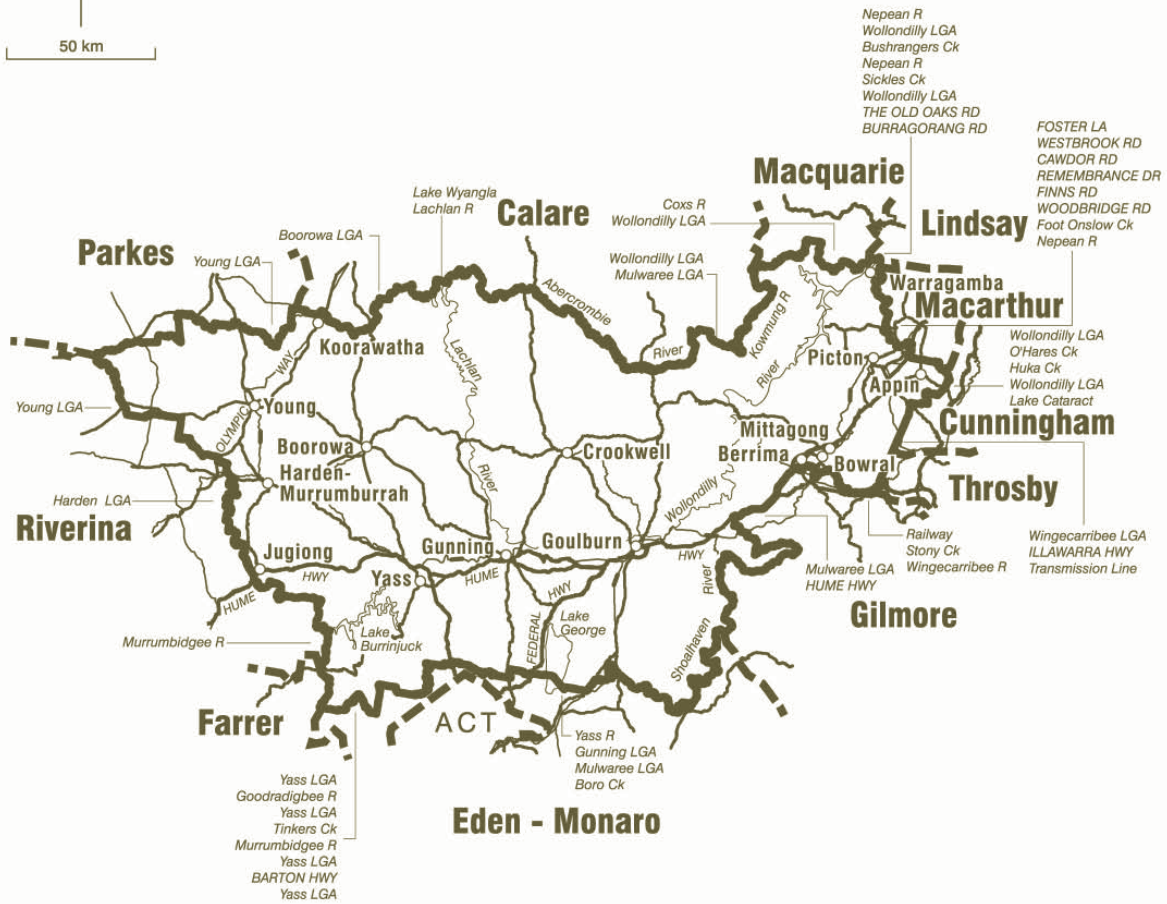 50 km
Nepean R
Wollondilly LGA
Bushrangers Ck
Nepean R
Sickles Ck
Wollondilly LGA
THE OLD OAKS RD
BURRAGORANG RD
FOSTER LA
WESTBROOK RD
CAWDOR RD
REMEMBRANCE DR
FINNS RD
WOODBRIDGE RD
Foot Onslow Ck
Nepean R
Macquarie
Lindsay
Coxs R
Wollondilly LGA
Lake Wyangla
Lachlan R
Calare
Boorowa LGA
Parkes
Young LGA
Wollondilly LGA
Mulwaree LGA
Warragamba
Macarthur
Abercrombie
River
Kowmung R
River
Koorawatha
Lachlan
River
Picton
Appin
Wollondilly LGA
O'Hares Ck
Huka Ck
Wollondilly LGA
Lake Cataract
WAY
OLYMPIC
Young LGA
Young
Cunningham
Mittagong
Berrima
Bowral
Boorowa
Crookwell
Harden-
Murrumburrah
Throsby
Harden LGA
Riverina
Wollondilly
Jugiong
Gunning
Goulburn
HWY
HWY
HUME
Yass
HUME
HWY
FEDERAL
River
Shoalhaven
Railway
Stony Ck
Wingecarribee R
Wingecarribee LGA
ILLAWARRA HWY
Transmission Line
Mulwaree LGA
HUME HWY
Gilmore
Lake
George
Lake
Burrinjuck
Murrumbidgee R
Farrer
ACT
Yass R
Gunning LGA
Mulwaree LGA
Boro Ck
Yass LGA
Goodradigbee R
Yass LGA
Tinkers Ck
Murrumbidgee R
Yass LGA
BARTON HWY
Yass LGA
Eden - Monaro